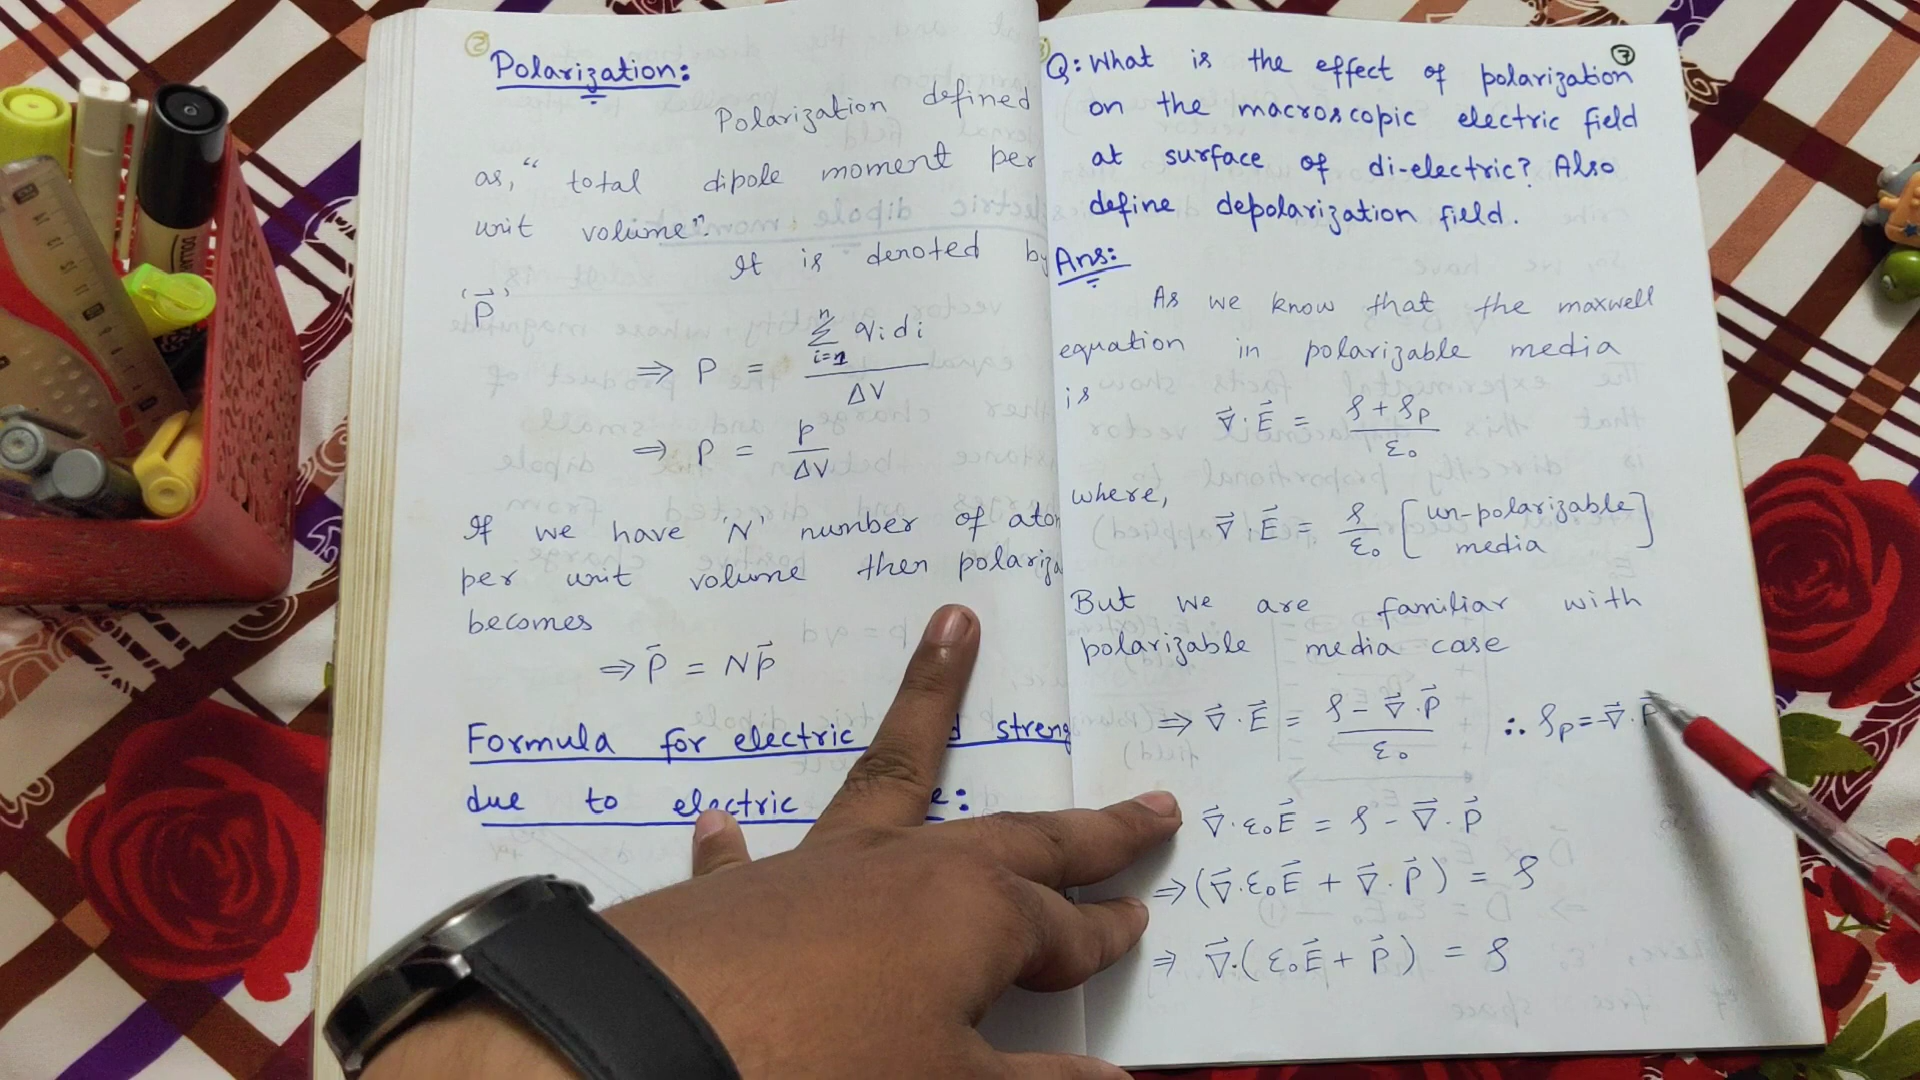 Polarization:
Polarization defined
as, "total dipole moment per
unit volume".
It is denoted by
'P⃗'
⇒ P = Σⁿᵢ₌₁ qᵢdᵢ / ΔV
⇒ P = p / ΔV
If we have 'N' number of
per unit volume then
becomes
⇒ P⃗ = Np⃗
Formula for electric
due to electric
②
⑦
Q: What is the effect of polarization
on the macroscopic electric field
at surface of di-electric? Also
define depolarization field.
Ans:
As we know that the maxwell
equation in polarizable media
is
∇⃗·E⃗ = ρ + ρₚ / ε₀
where,
∇⃗·E⃗ = ρ / ε₀ [un-polarizable media]
But we are familiar with
polarizable media case
⇒ ∇⃗·E⃗ = ρ - ∇⃗·P⃗ / ε₀ ∴ ρₚ = -∇⃗·P⃗
∇⃗·ε₀E⃗ = ρ - ∇⃗·P⃗
⇒ (∇⃗·ε₀E⃗ + ∇⃗·P⃗) = ρ
⇒ ∇⃗·(ε₀E⃗ + P⃗) = ρ